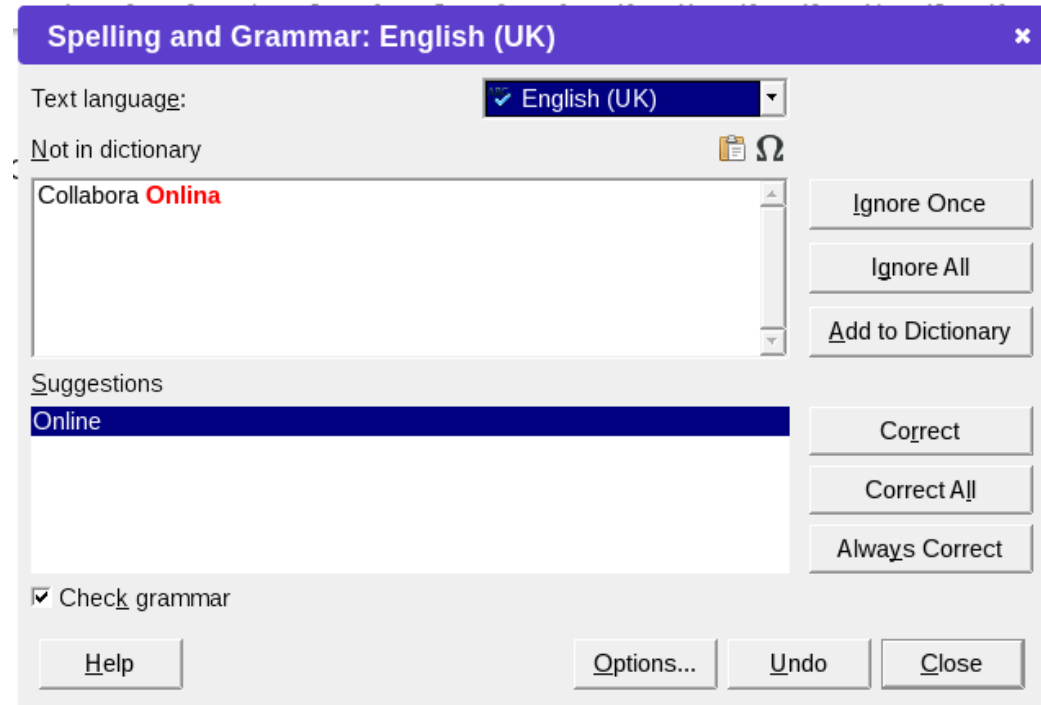 Spelling and Grammar: English (UK)
Text language: English (UK)
Not in dictionary
Collabora Onlina
Ignore Once
Ignore All
Add to Dictionary
Suggestions
Online
Correct
Correct All
Always Correct
Check grammar
Help Options... Undo Close